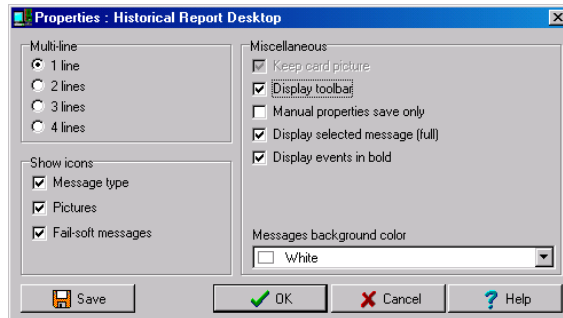 Properties : Historical Report Desktop
Multi-line
1 line
2 lines
3 lines
4 lines
Show icons
Message type
Pictures
Fail-soft messages
Miscellaneous
Keep card picture
Display toolbar
Manual properties save only
Display selected message (full)
Display events in bold
Messages background color
White
Save
OK
Cancel
Help